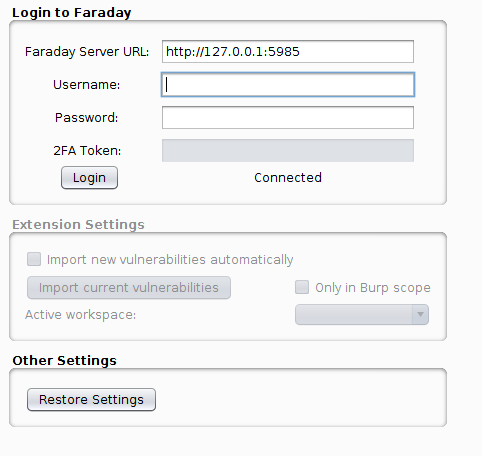 Login to Faraday
Faraday Server URL: http://127.0.0.1:5985
Username:
Password:
2FA Token:
Login Connected
Extension Settings
Import new vulnerabilities automatically
Import current vulnerabilities Only in Burp scope
Active workspace:
Other Settings
Restore Settings